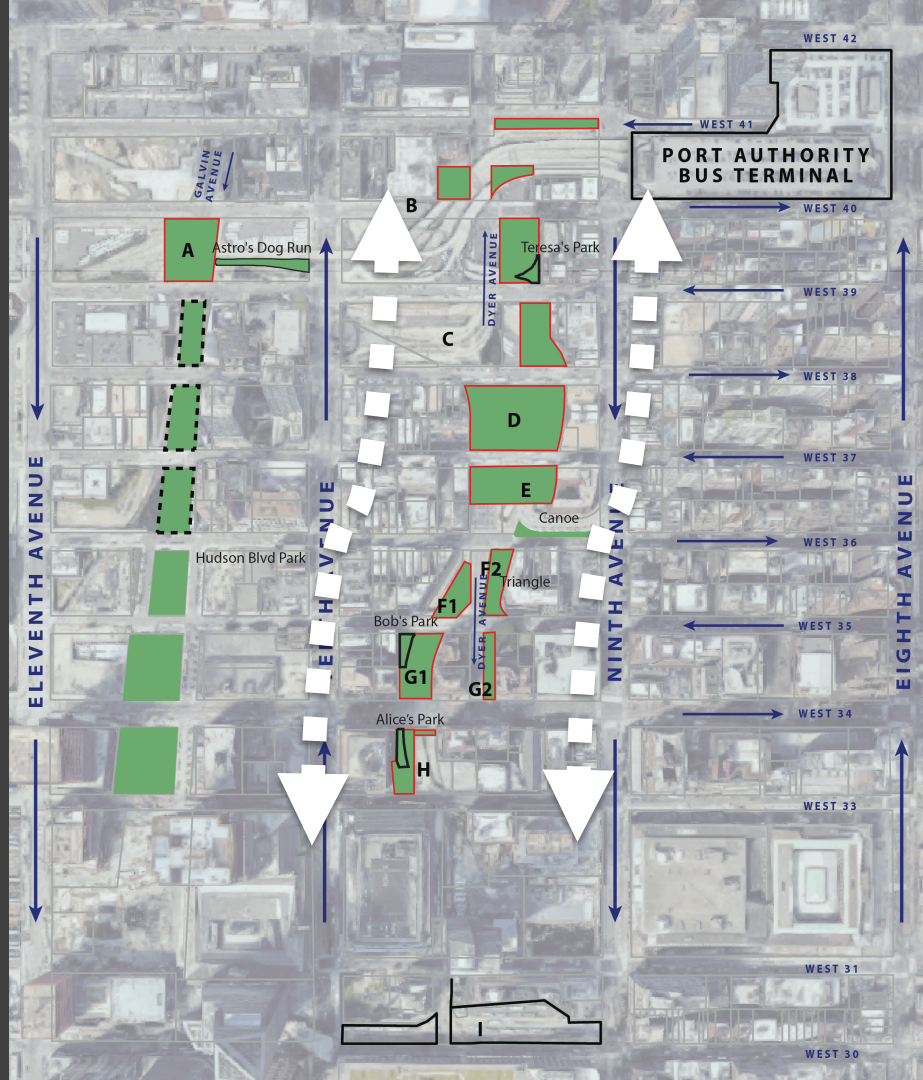 WEST 42
WEST 41
PORT AUTHORITY
BUS TERMINAL
GALVIN
AVENUE
B
WEST 40
A
Astro's Dog Run
Teresa's Park
DYER AVENUE
WEST 39
C
WEST 38
D
WEST 37
ELEVENTH AVENUE
EIGHTH AVENUE
NINTH AVENUE
E
Canoe
WEST 36
Hudson Blvd Park
F2
Triangle
F1
DYER AVENUE
Bob's Park
WEST 35
G1
G2
WEST 34
Alice's Park
H
WEST 33
WEST 31
I
WEST 30